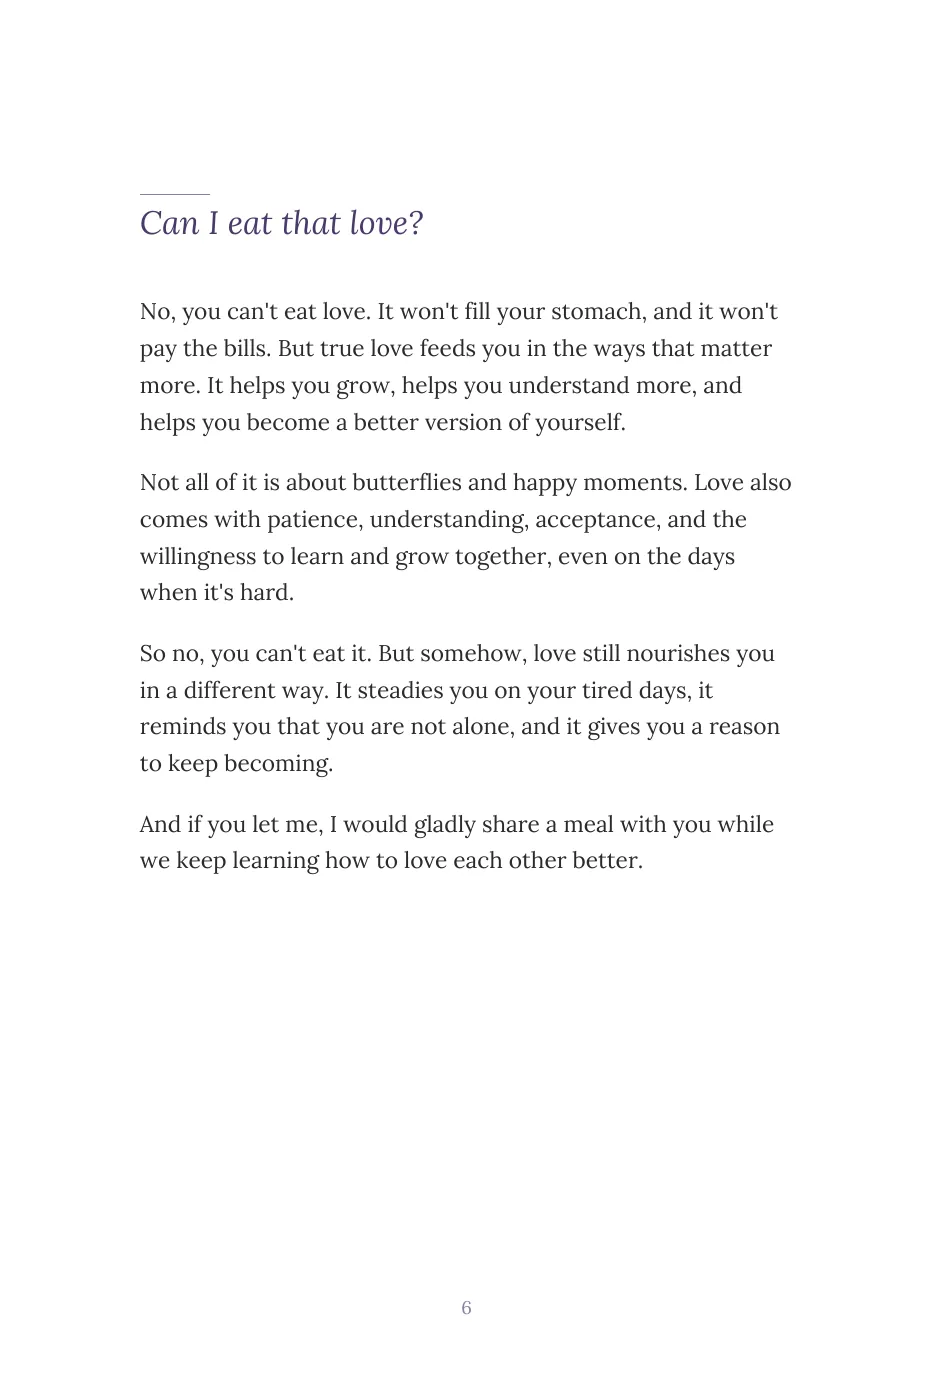 Can I eat that love?
No, you can't eat love. It won't fill your stomach, and it won't
pay the bills. But true love feeds you in the ways that matter
more. It helps you grow, helps you understand more, and
helps you become a better version of yourself.
Not all of it is about butterflies and happy moments. Love also
comes with patience, understanding, acceptance, and the
willingness to learn and grow together, even on the days
when it's hard.
So no, you can't eat it. But somehow, love still nourishes you
in a different way. It steadies you on your tired days, it
reminds you that you are not alone, and it gives you a reason
to keep becoming.
And if you let me, I would gladly share a meal with you while
we keep learning how to love each other better.
6